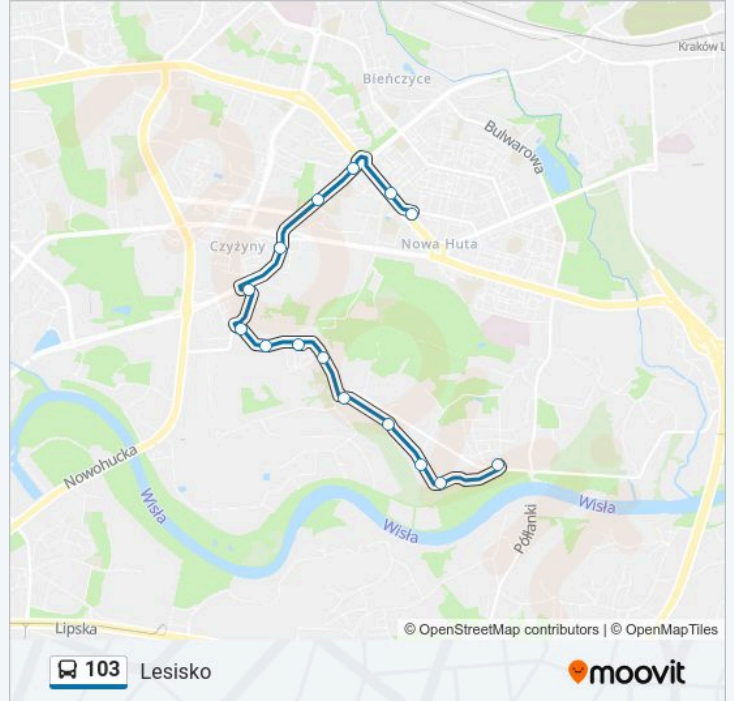 Kraków L
Bieńczyce
Bulwarowa
Czyżyny
Nowa Huta
Nowohucka
Wisła
Wisła
Wisła
Półłanki
Lipska
© OpenStreetMap contributors | © OpenMapTiles
103 Lesisko
moovit